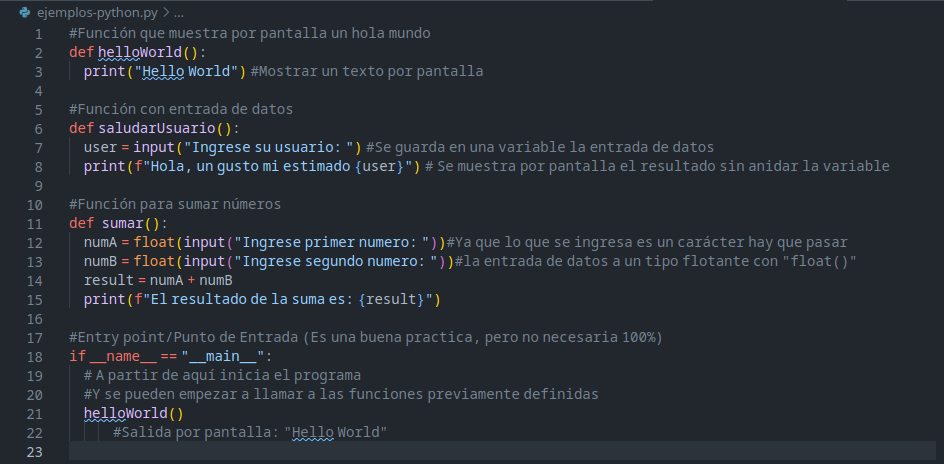 ejemplos-python.py > ...
1 #Función que muestra por pantalla un hola mundo
2 def helloWorld():
3 print("Hello World") #Mostrar un texto por pantalla
4
5 #Función con entrada de datos
6 def saludarUsuario():
7 user = input("Ingrese su usuario: ") #Se guarda en una variable la entrada de datos
8 print(f"Hola, un gusto mi estimado {user}") # Se muestra por pantalla el resultado sin anidar la variable
9
10 #Función para sumar números
11 def sumar():
12 numA = float(input("Ingrese primer numero: "))#Ya que lo que se ingresa es un carácter hay que pasar
13 numB = float(input("Ingrese segundo numero: "))#la entrada de datos a un tipo flotante con "float()"
14 result = numA + numB
15 print(f"El resultado de la suma es: {result}")
16
17 #Entry point/Punto de Entrada (Es una buena practica, pero no necesaria 100%)
18 if __name__ == "__main__":
19 # A partir de aquí inicia el programa
20 #Y se pueden empezar a llamar a las funciones previamente definidas
21 helloWorld()
22 #Salida por pantalla: "Hello World"
23